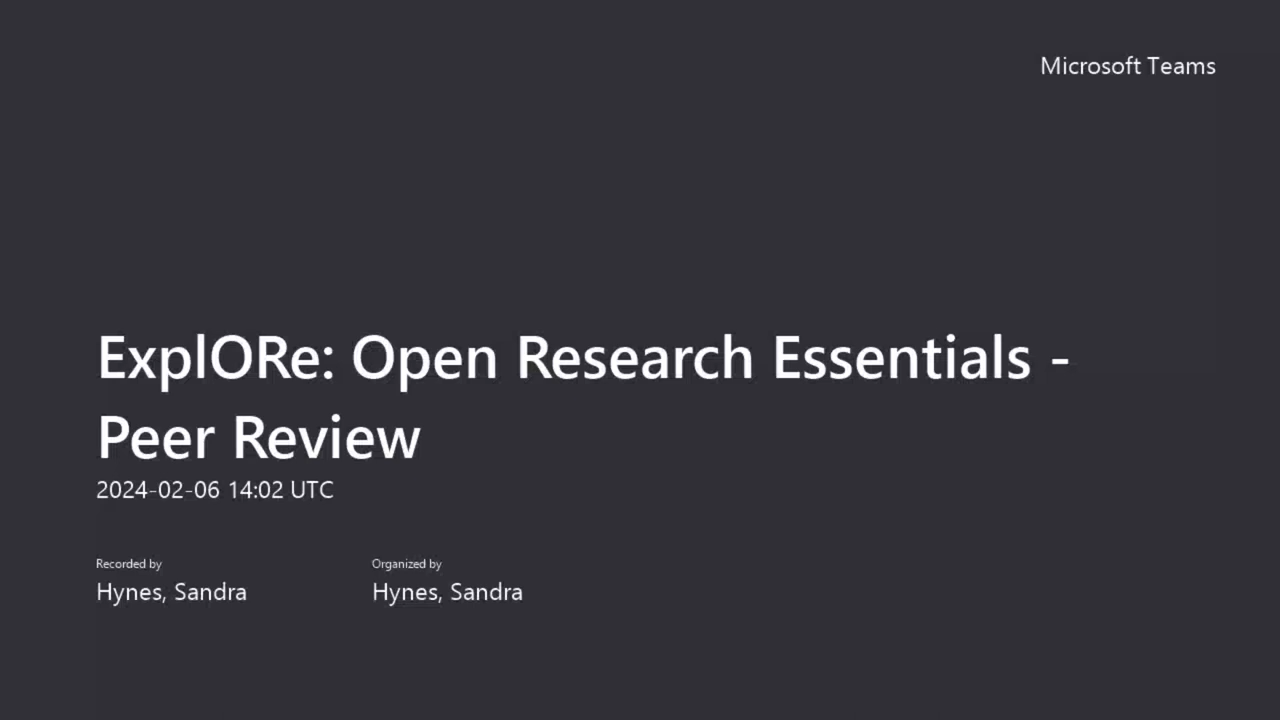 Microsoft Teams
ExplORe: Open Research Essentials -
Peer Review
2024-02-06 14:02 UTC
Recorded by
Hynes, Sandra
Organized by
Hynes, Sandra